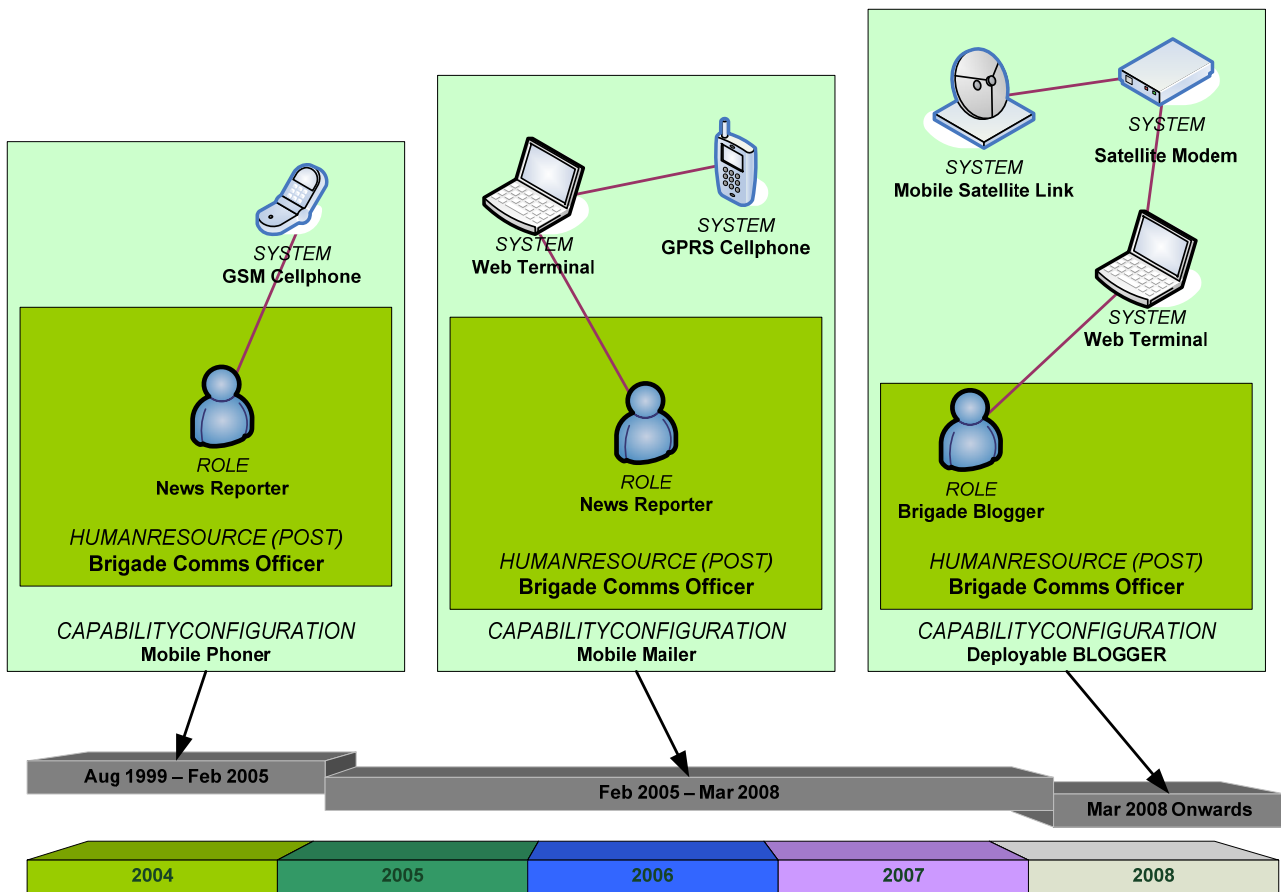 SYSTEM
GSM Cellphone
ROLE
News Reporter
HUMANRESOURCE (POST)
Brigade Comms Officer
CAPABILITYCONFIGURATION
Mobile Phoner
SYSTEM
Web Terminal
SYSTEM
GPRS Cellphone
ROLE
News Reporter
HUMANRESOURCE (POST)
Brigade Comms Officer
CAPABILITYCONFIGURATION
Mobile Mailer
SYSTEM
Mobile Satellite Link
SYSTEM
Satellite Modem
SYSTEM
Web Terminal
ROLE
Brigade Blogger
HUMANRESOURCE (POST)
Brigade Comms Officer
CAPABILITYCONFIGURATION
Deployable BLOGGER
Aug 1999 – Feb 2005
Feb 2005 – Mar 2008
Mar 2008 Onwards
2004
2005
2006
2007
2008